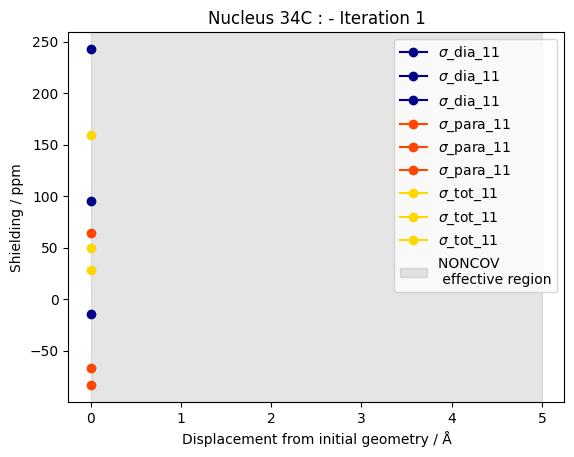 Nucleus 34C : - Iteration 1
Shielding / ppm
250
200
150
100
50
0
−50
σ_dia_11
σ_dia_11
σ_dia_11
σ_para_11
σ_para_11
σ_para_11
σ_tot_11
σ_tot_11
σ_tot_11
NONCOV
effective region
0 1 2 3 4 5
Displacement from initial geometry / Å